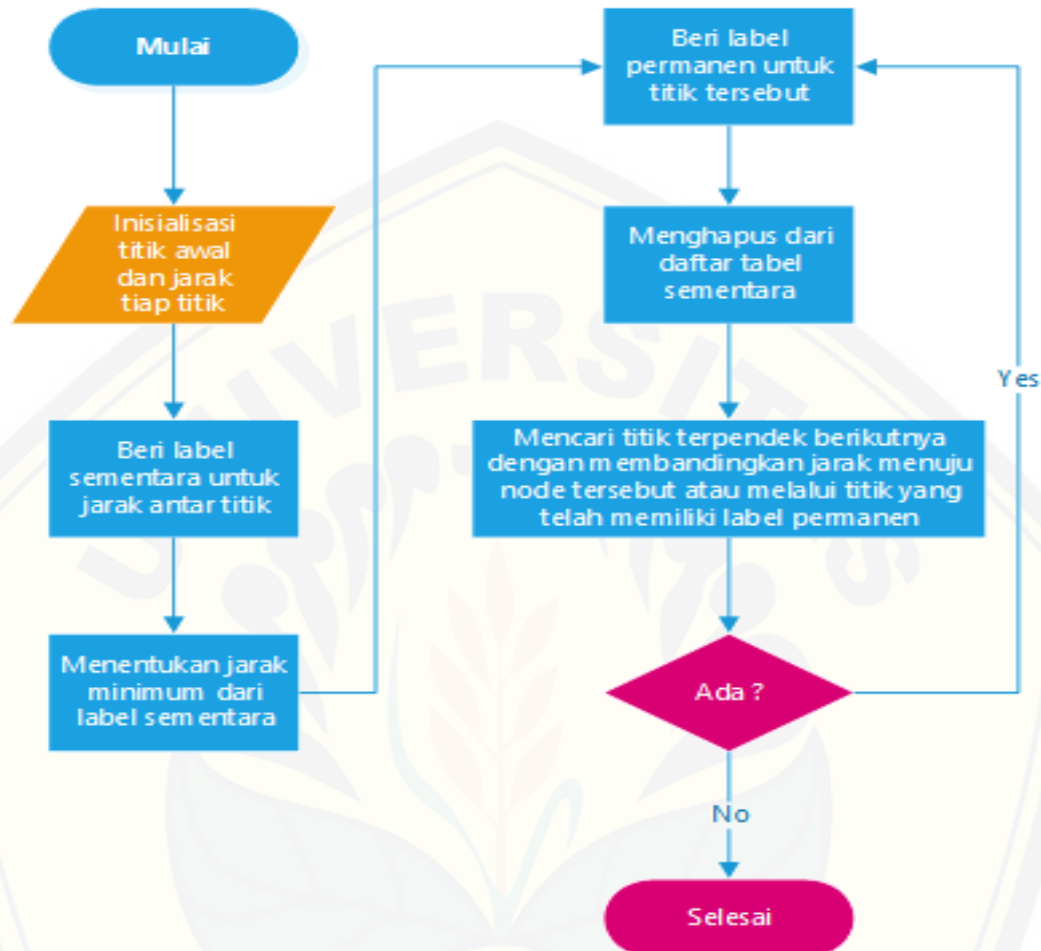 Mulai
Inisialisasi
titik awal
dan jarak
tiap titik
Beri label
sementara untuk
jarak antar titik
Menentukan jarak
minimum dari
label sementara
Beri label
permanen untuk
titik tersebut
Menghapus dari
daftar tabel
sementara
Mencari titik terpendek berikutnya
dengan membandingkan jarak menuju
node tersebut atau melalui titik yang
telah memiliki label permanen
Ada ?
Yes
No
Selesai
UNIVERSITAS